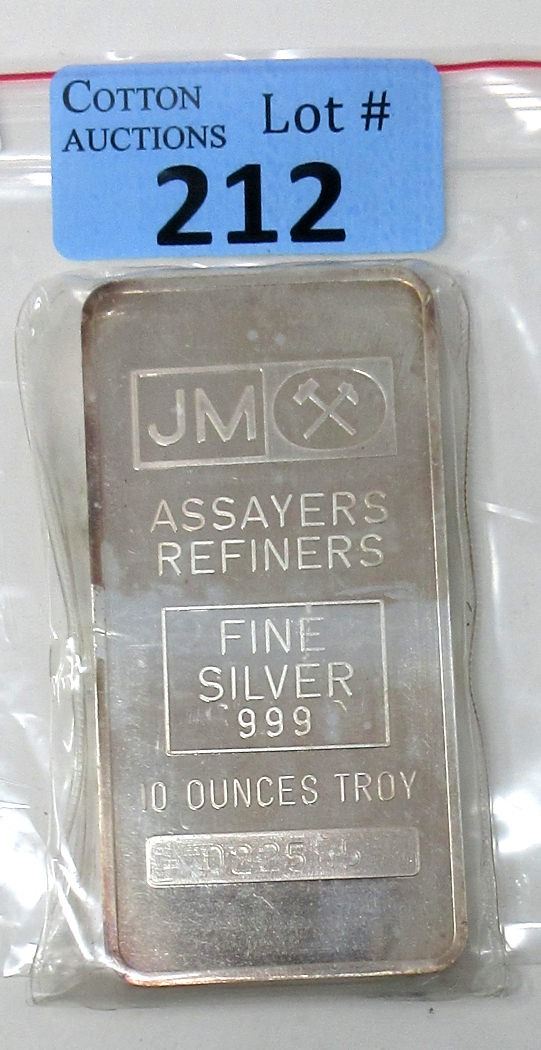 COTTON
AUCTIONS
Lot #
212
JM
ASSAYERS
REFINERS
FINE
SILVER
999
10 OUNCES TROY